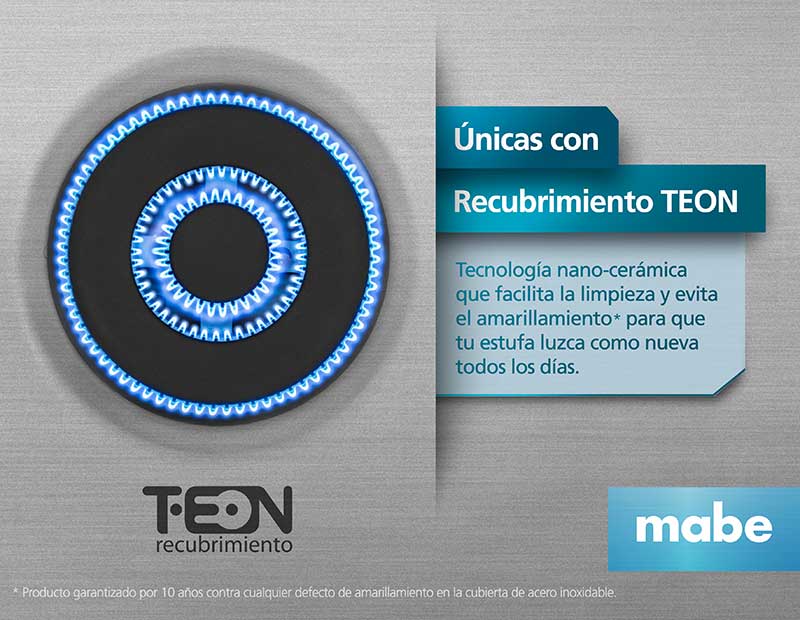 Únicas con
Recubrimiento TEON
Tecnología nano-cerámica
que facilita la limpieza y evita
el amarillamiento* para que
tu estufa luzca como nueva
todos los días.
TEON
recubrimiento
mabe
* Producto garantizado por 10 años contra cualquier defecto de amarillamiento en la cubierta de acero inoxidable.